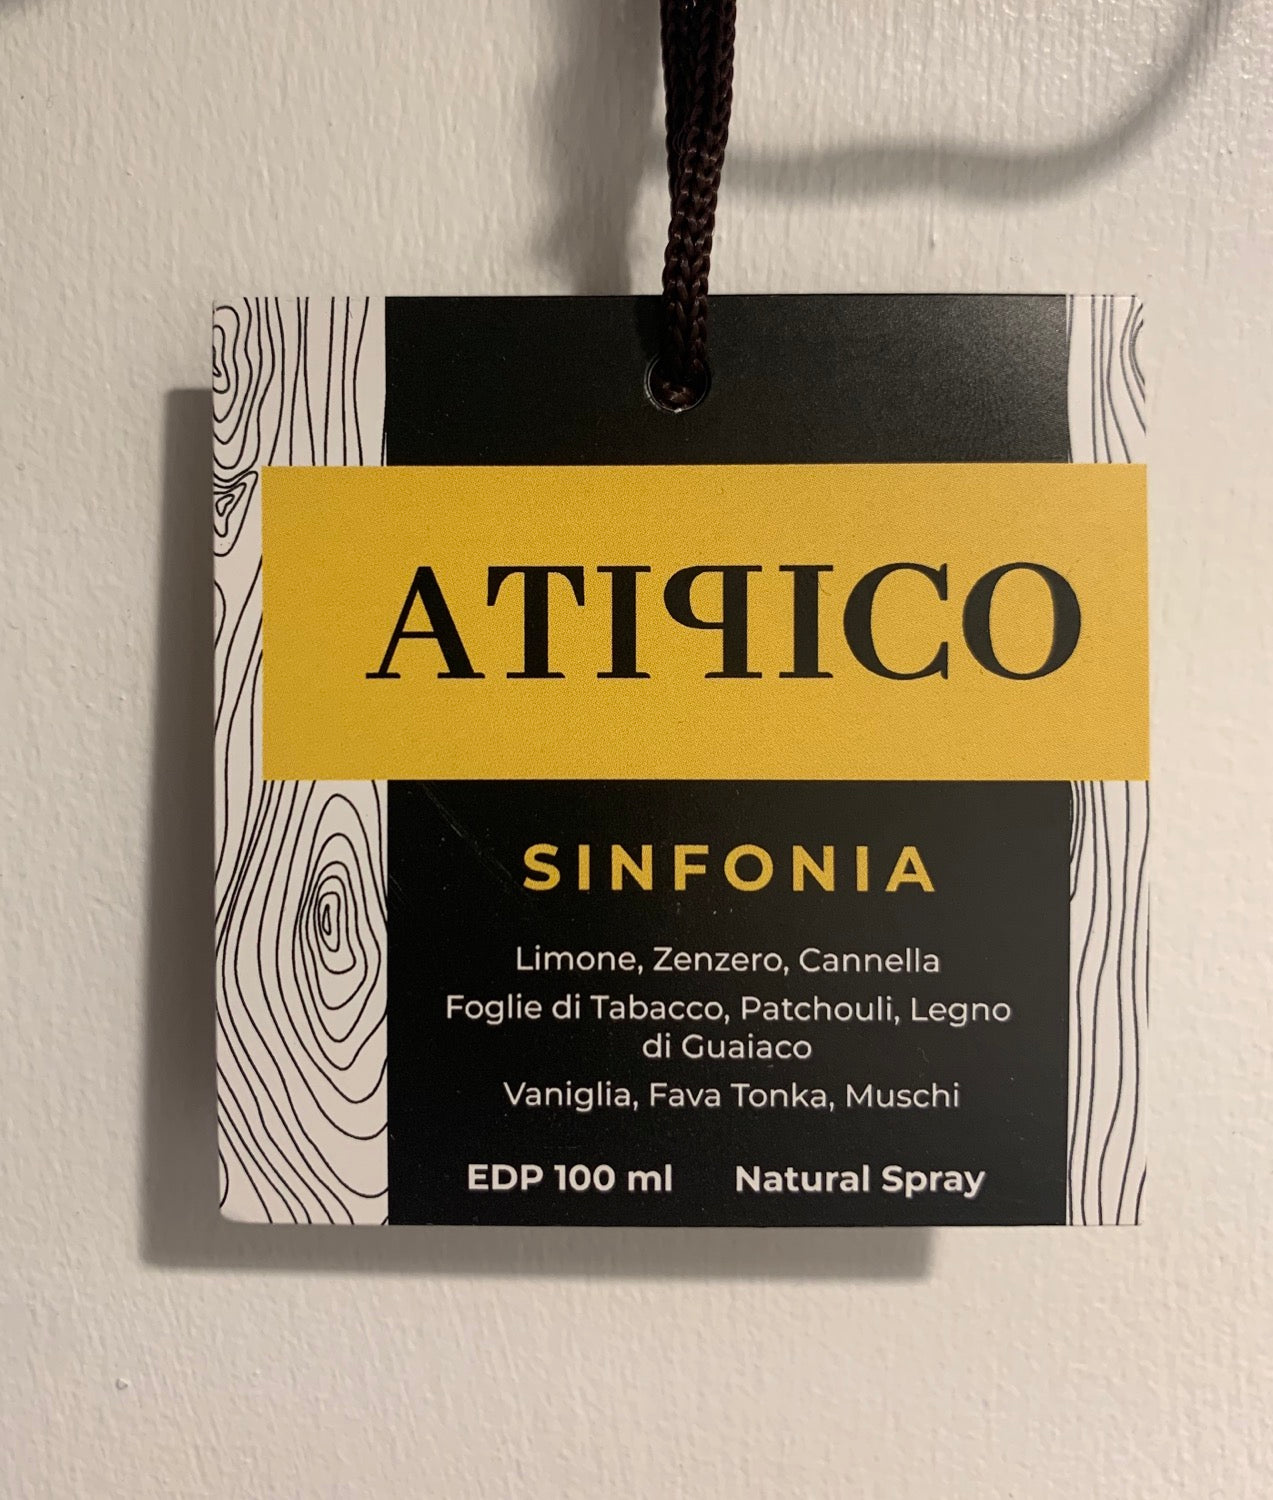 ATIPICO
SINFONIA
Limone, Zenzero, Cannella
Foglie di Tabacco, Patchouli, Legno
di Guaiaco
Vaniglia, Fava Tonka, Muschi
EDP 100 ml Natural Spray